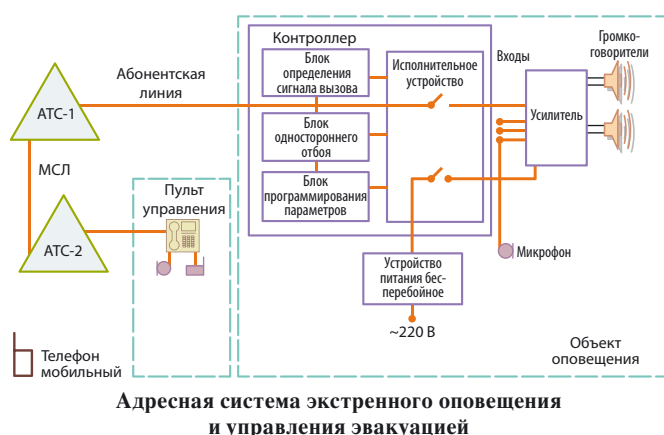 Контроллер
Блок
определения
сигнала вызова
Блок
одностороннего
отбоя
Блок
программирования
параметров
Исполнительное
устройство
Входы
Громко-
говорители
Усилитель
Микрофон
Устройство
питания бес-
перебойное
~220 В
Объект
оповещения
Абонентская
линия
АТС-1
МСЛ
АТС-2
Пульт
управления
Телефон
мобильный
Адресная система экстренного оповещения
и управления эвакуацией